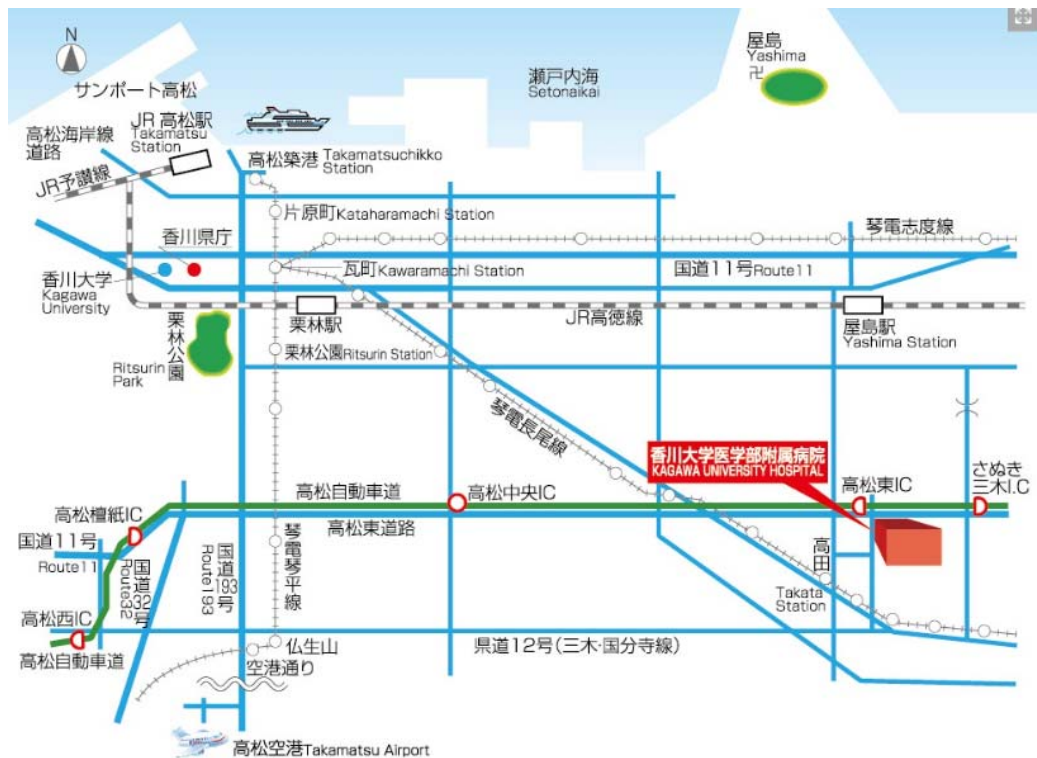 N
サンポート高松
屋島
Yashima
瀬戸内海
Setonaikai
JR 高松駅
Takamatsu
Station
高松海岸線
道路
JR予讃線
高松築港 Takamatsuchikko
Station
片原町Kataharamachi Station
琴電志度線
香川県庁
香川大学
Kagawa
University
瓦町Kawaramachi Station
国道11号Route11
栗林駅
JR高徳線
屋島駅
Yashima Station
栗林公園
Ritsurin
Park
栗林公園Ritsurin Station
琴電長尾線
香川大学医学部附属病院
KAGAWA UNIVERSITY HOSPITAL
さぬき
三木I.C
高松自動車道
高松中央IC
高松東IC
高松檀紙IC
高松東道路
国道11号
Route11
国道32号
Route32
国道193号
Route193
琴電琴平線
高田
Takata
Station
高松西IC
高松自動車道
仏生山
空港通り
県道12号(三木・国分寺線)
高松空港Takamatsu Airport